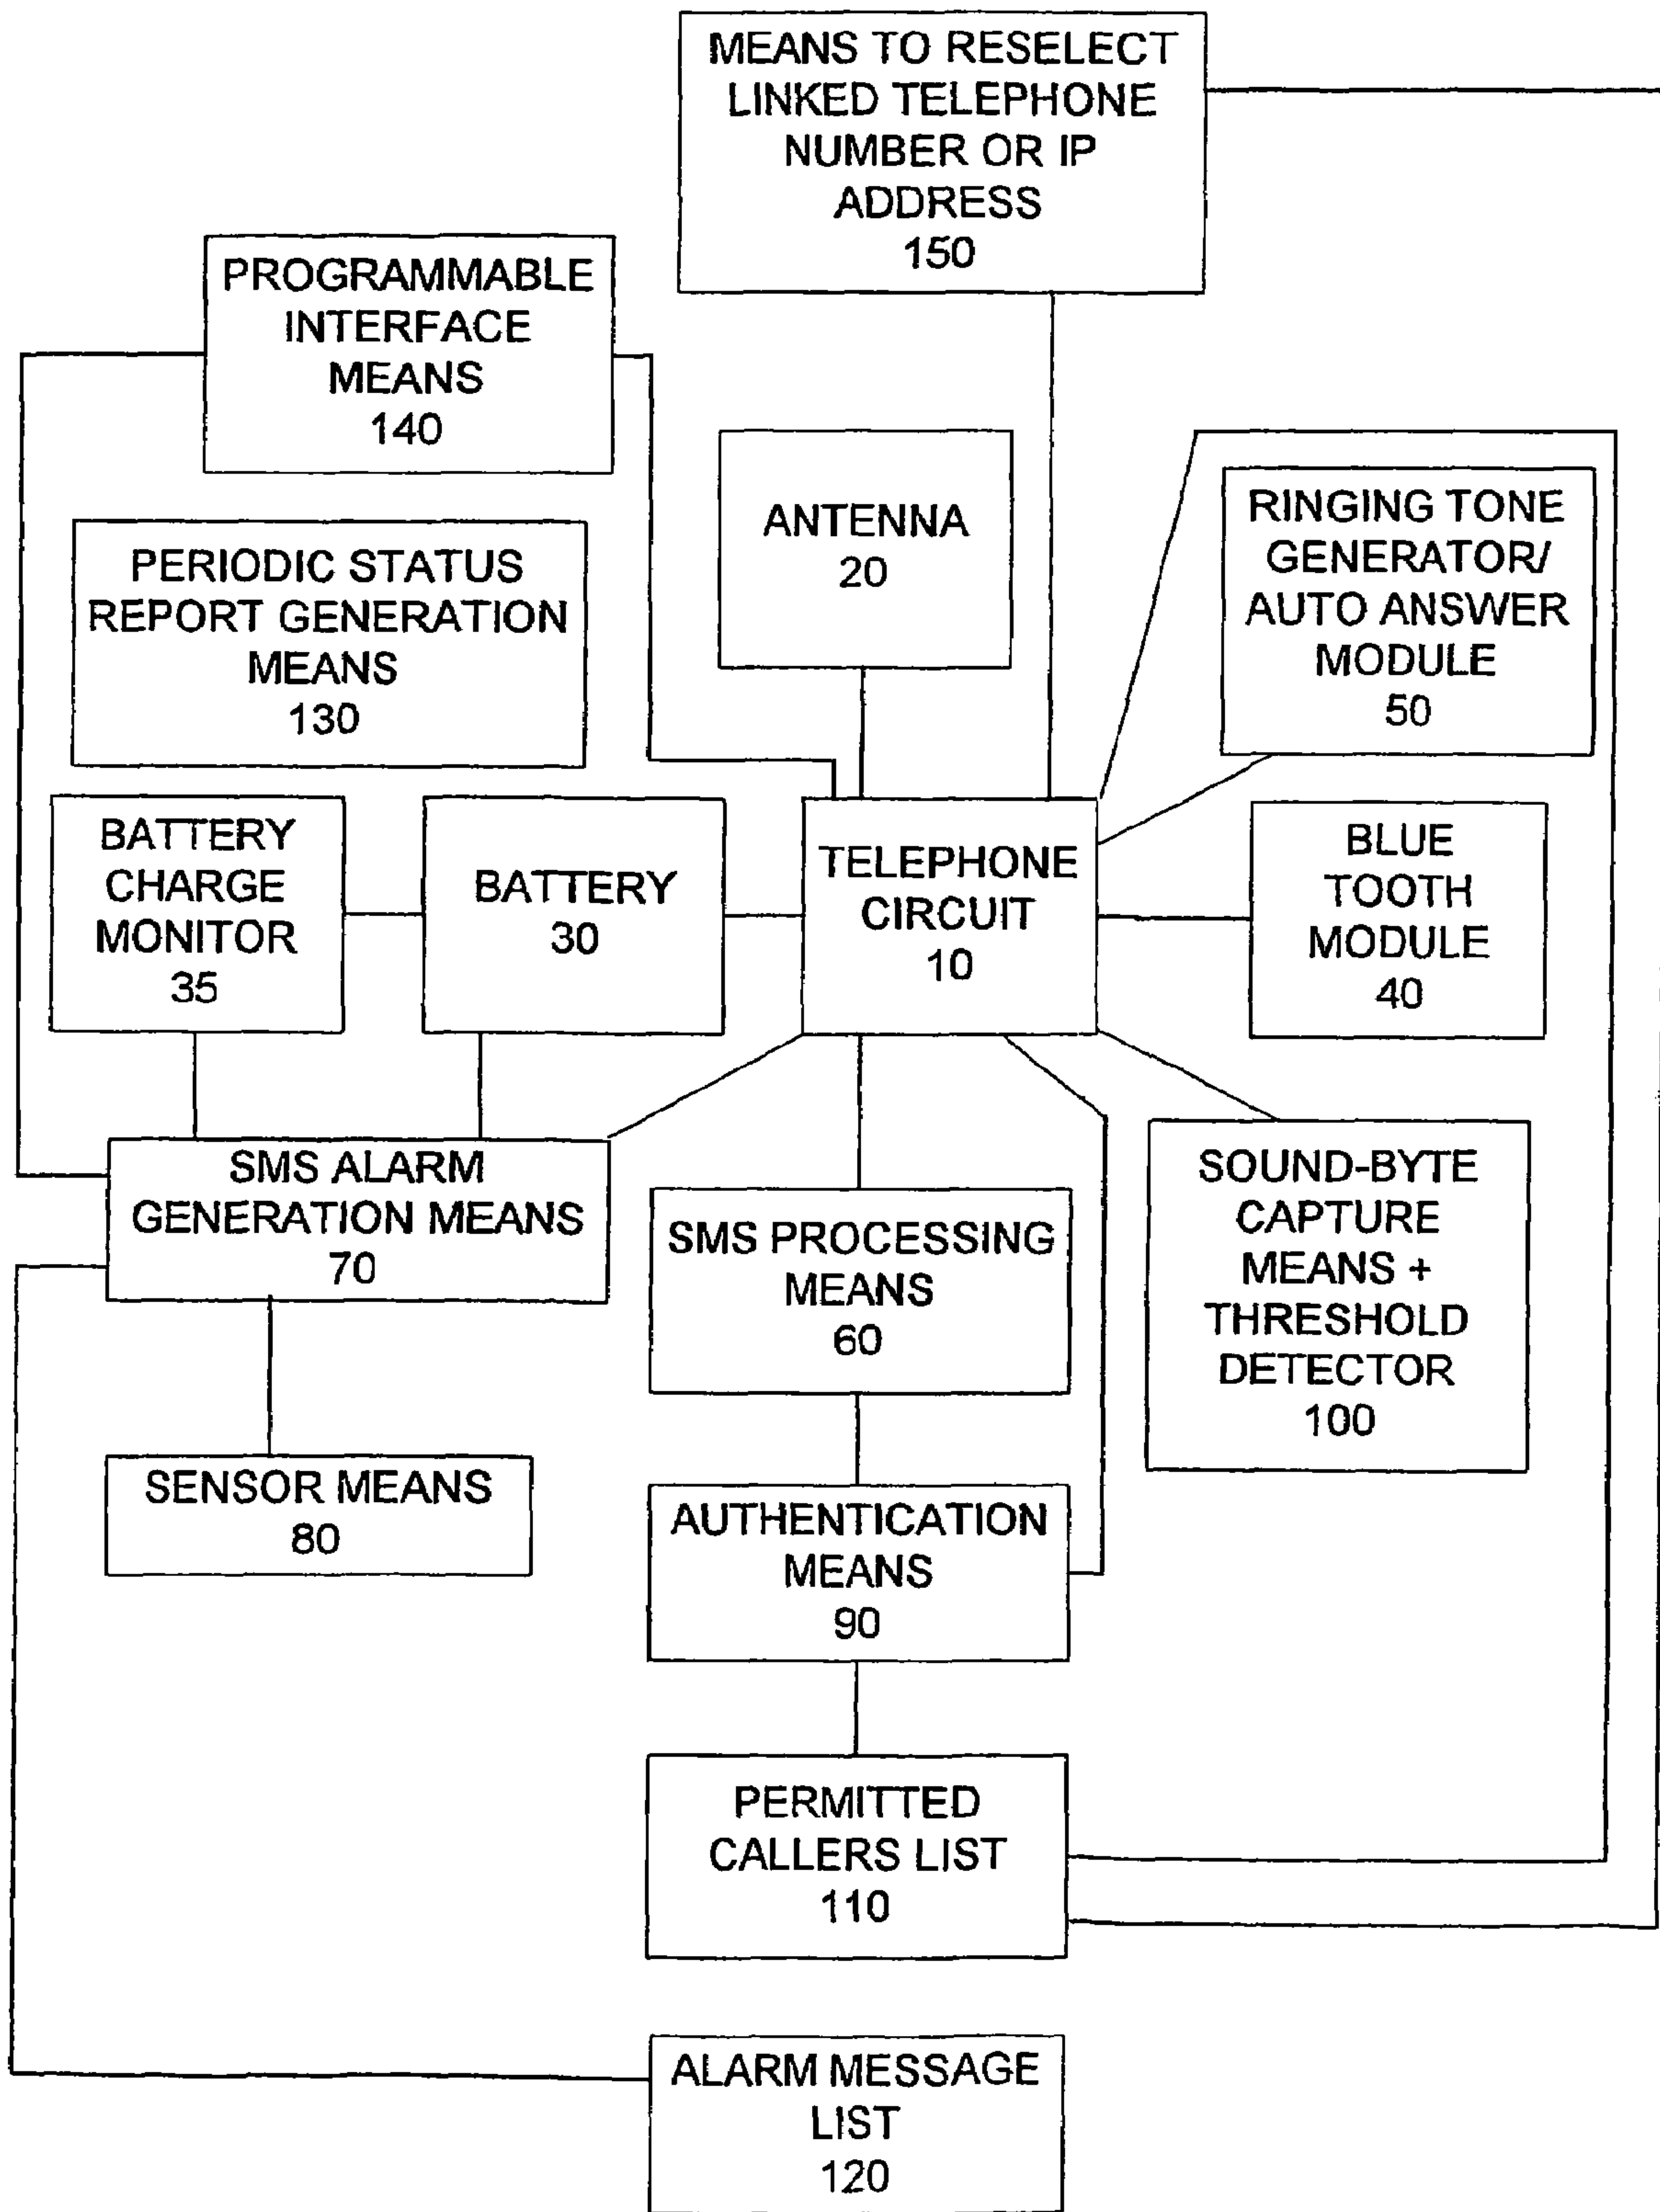 MEANS TO RESELECT
LINKED TELEPHONE
NUMBER OR IP
ADDRESS
150
PROGRAMMABLE
INTERFACE
MEANS
140
ANTENNA
20
RINGING TONE
GENERATOR/
AUTO ANSWER
MODULE
50
PERIODIC STATUS
REPORT GENERATION
MEANS
130
BATTERY
CHARGE
MONITOR
35
BATTERY
30
TELEPHONE
CIRCUIT
10
BLUE
TOOTH
MODULE
40
SMS ALARM
GENERATION MEANS
70
SMS PROCESSING
MEANS
60
SOUND-BYTE
CAPTURE
MEANS +
THRESHOLD
DETECTOR
100
SENSOR MEANS
80
AUTHENTICATION
MEANS
90
PERMITTED
CALLERS LIST
110
ALARM MESSAGE
LIST
120